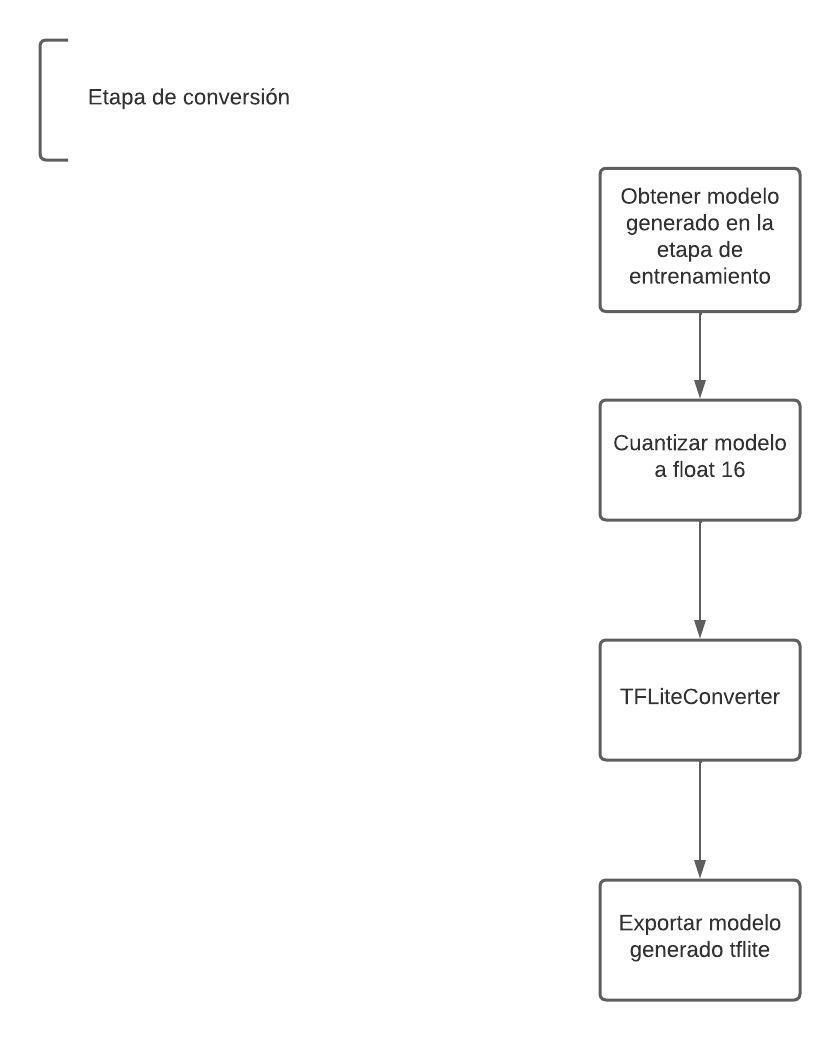 Etapa de conversión
Obtener modelo
generado en la
etapa de
entrenamiento
Cuantizar modelo
a float 16
TFLiteConverter
Exportar modelo
generado tflite